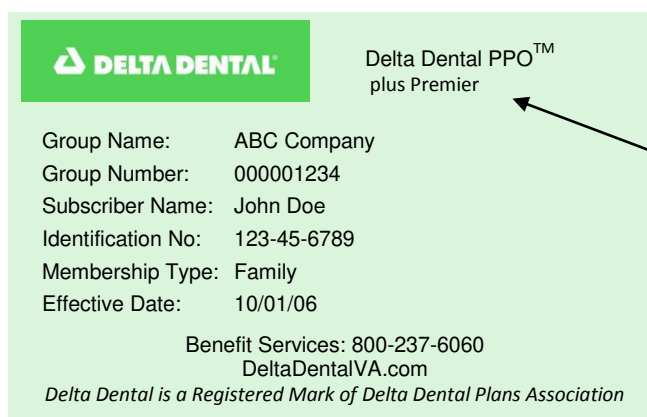 DELTA DENTAL®
Delta Dental PPO™
plus Premier
Group Name: ABC Company
Group Number: 000001234
Subscriber Name: John Doe
Identification No: 123-45-6789
Membership Type: Family
Effective Date: 10/01/06
Benefit Services: 800-237-6060
DeltaDentalVA.com
Delta Dental is a Registered Mark of Delta Dental Plans Association